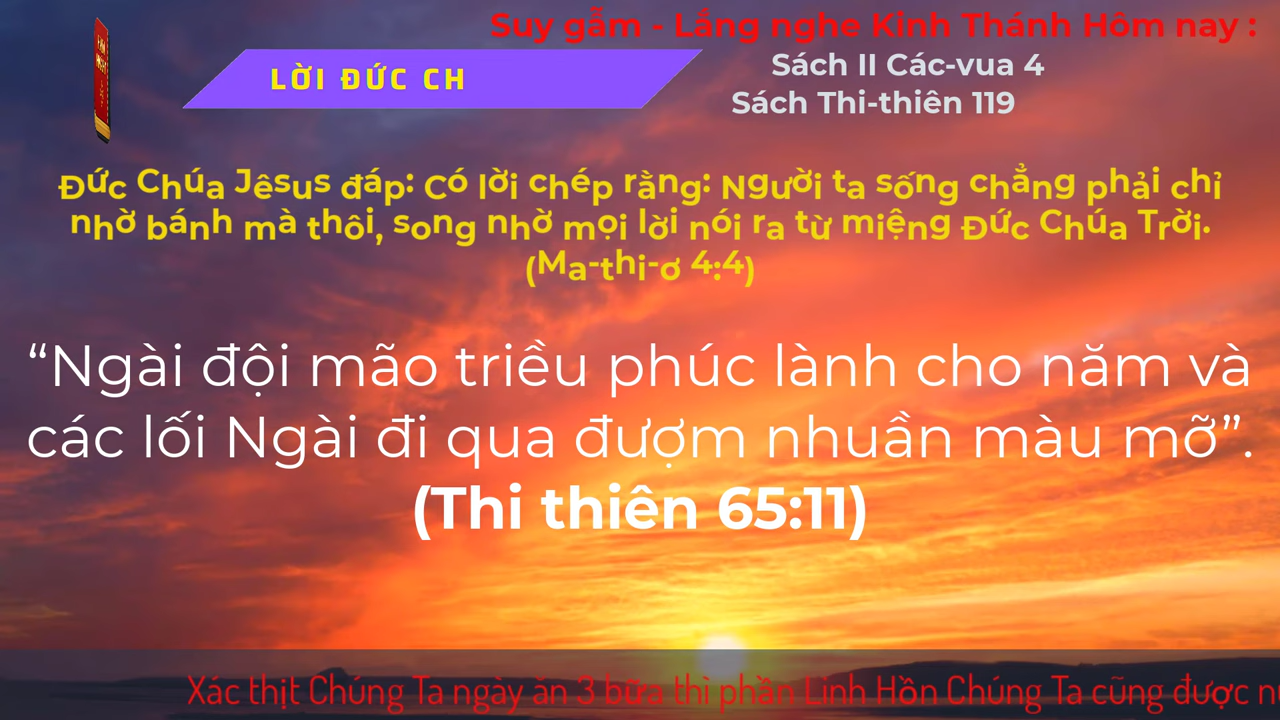 Suy gẫm - Lắng nghe Kinh Thánh Hôm nay :
Sách II Các-vua 4
Sách Thi-thiên 119
LỜI ĐỨC CH
Đức Chúa Jêsus đáp: Có lời chép rằng: Người ta sống chẳng phải chỉ
nhờ bánh mà thôi, song nhờ mọi lời nói ra từ miệng Đức Chúa Trời.
(Ma-thi-ơ 4:4)
“Ngài đội mão triều phúc lành cho năm và
các lối Ngài đi qua đượm nhuần màu mỡ”.
(Thi thiên 65:11)
Xác thịt Chúng Ta ngày ăn 3 bữa thì phần Linh Hồn Chúng Ta cũng được